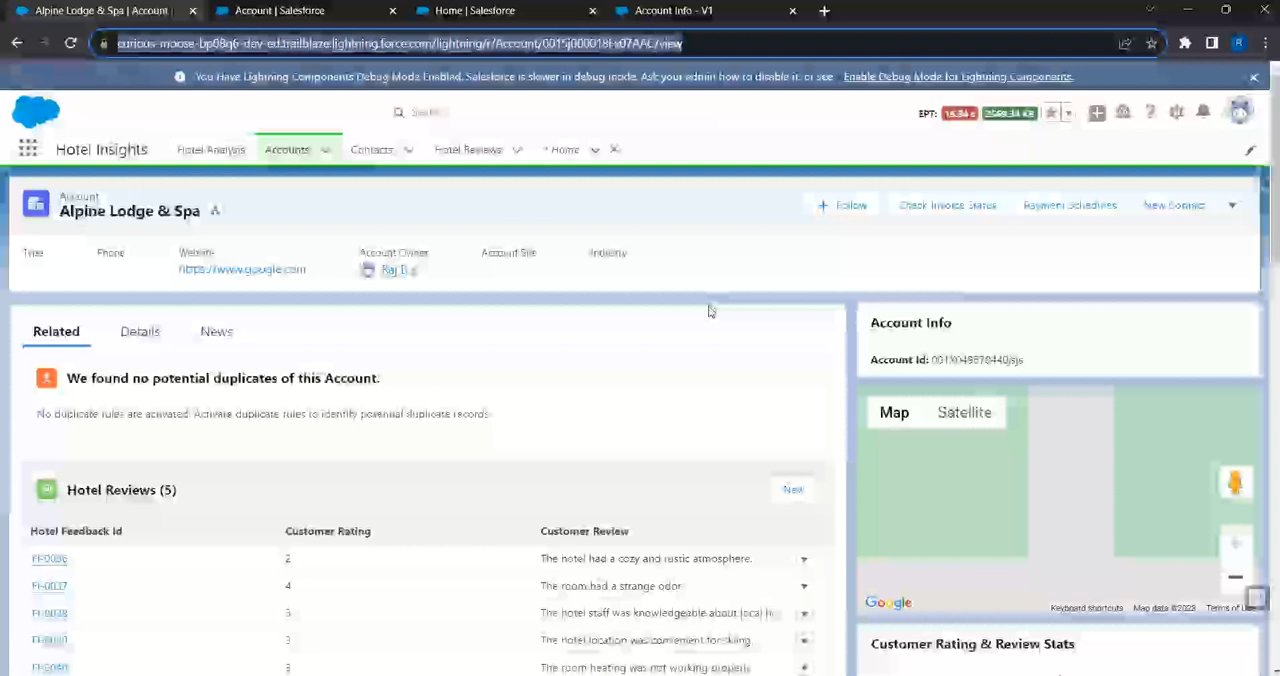 Alpine Lodge & Spa | Account
Account | Salesforce
Home | Salesforce
Account Info - V1
You Have Lightning Components Debug Mode Enabled. Salesforce is slower in debug mode. Ask your admin how to disable it, or see Enable Debug Mode for Lightning Components.
Search...
EPT:
Hotel Insights
Hotel Analysis
Accounts
Contacts
Hotel Reviews
* Home
Account
Alpine Lodge & Spa
+ Follow
Check Invoice Status
Payment Schedules
New Contact
Type
Phone
Website
Account Owner
Account Site
Industry
https://www.google.com
Raj
Related
Details
News
Account Info
Account Id:
We found no potential duplicates of this Account.
No duplicate rules are activated. Activate duplicate rules to identify potential duplicate records.
Map
Satellite
Hotel Reviews (5)
New
Hotel Feedback Id
Customer Rating
Customer Review
2
The hotel had a cozy and rustic atmosphere.
4
The room had a strange odor
The hotel staff was knowledgeable about local
3
The hotel location was convenient for skiing.
3
The room heating was not working properly
Google
Keyboard shortcuts
Map data ©2023
Terms of
Customer Rating & Review Stats